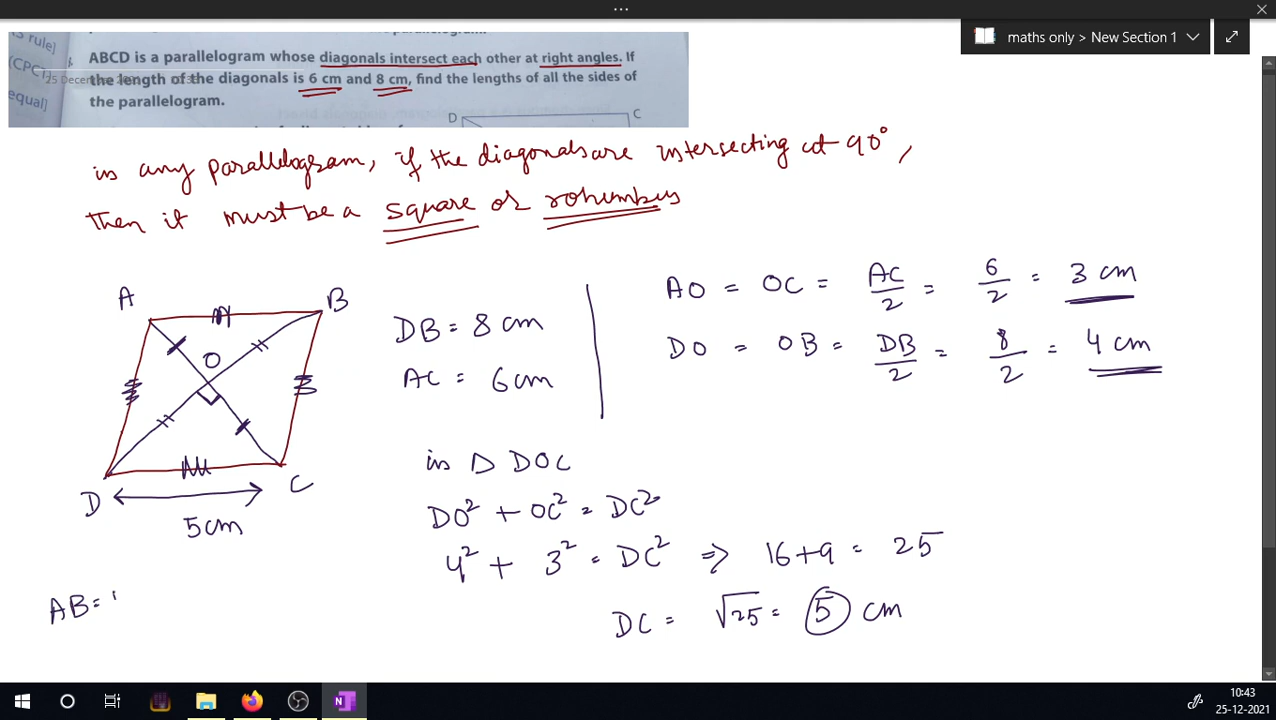 maths only > New Section 1
s rule]
(CPCT
equal]
ABCD is a parallelogram whose diagonals intersect each other at right angles. If
the length of the diagonals is 6 cm and 8 cm, find the lengths of all the sides of
the parallelogram.
D C
in any parallelogram, if the diagonals are intersecting at 90°,
then it must be a square or rohumbus
A B
O
D C
5cm
DB = 8 cm
AC = 6cm
AO = OC = AC/2 = 6/2 = 3 cm
DO = OB = DB/2 = 8/2 = 4 cm
in Δ DOC
DO² + OC² = DC²
4² + 3² = DC² ⇒ 16+9 = 25
DC = √25 = 5 cm
AB =
10:43
25-12-2021